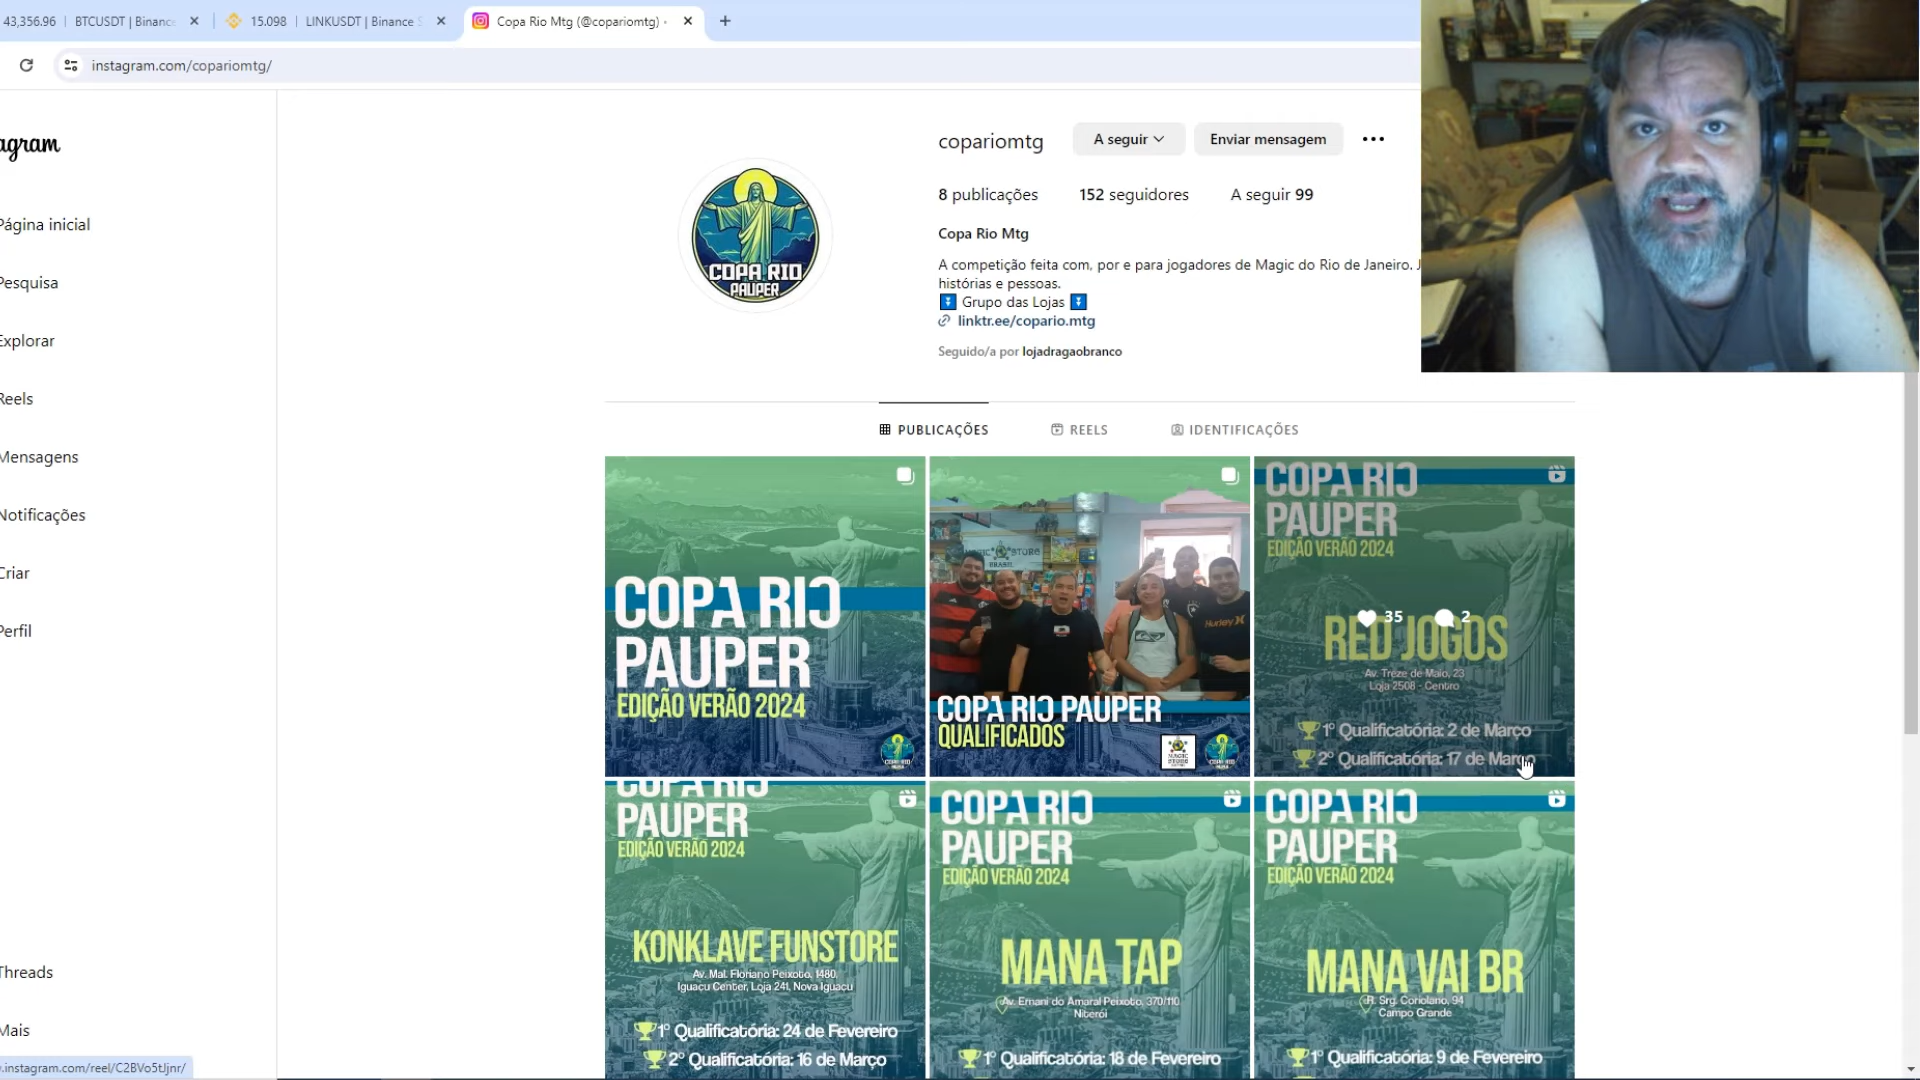 43,356.96 | BTCUSDT | Binance
15.098 | LINKUSDT | Binance S
Copa Rio Mtg (@copariomtg) •
instagram.com/copariomtg/
agram
Página inicial
Pesquisa
Explorar
Reels
Mensagens
Notificações
Criar
Perfil
Threads
Mais
.instagram.com/reel/C2BVo5tJjnr/
copariomtg
A seguir
Enviar mensagem
8 publicações
152 seguidores
A seguir 99
Copa Rio Mtg
A competição feita com, por e para jogadores de Magic do Rio de Janeiro. J
histórias e pessoas.
Grupo das Lojas
linktr.ee/copario.mtg
Seguido/a por lojadragaobranco
COPA RIO
PAUPER
PUBLICAÇÕES
REELS
IDENTIFICAÇÕES
COPA RIO
PAUPER
EDIÇÃO VERÃO 2024
COPA RIO PAUPER
QUALIFICADOS
COPA RIO
PAUPER
EDIÇÃO VERÃO 2024
35
2
RED JOGOS
Av. Treze de Maio, 23
Loja 2508 - Centro
1º Qualificatória: 2 de Março
2º Qualificatória: 17 de Março
COPA RIO
PAUPER
EDIÇÃO VERÃO 2024
KONKLAVE FUNSTORE
Av. Mal. Floriano Peixoto, 1480,
Iguacu Center, Loja 241, Nova Iguacu
1º Qualificatória: 24 de Fevereiro
2º Qualificatória: 16 de Março
COPA RIO
PAUPER
EDIÇÃO VERÃO 2024
MANA TAP
Av. Ernani do Amaral Peixoto, 370/110
Niterói
1º Qualificatória: 18 de Fevereiro
COPA RIO
PAUPER
EDIÇÃO VERÃO 2024
MANA VAI BR
R. Srg. Coriolano, 94
Campo Grande
1º Qualificatória: 9 de Fevereiro